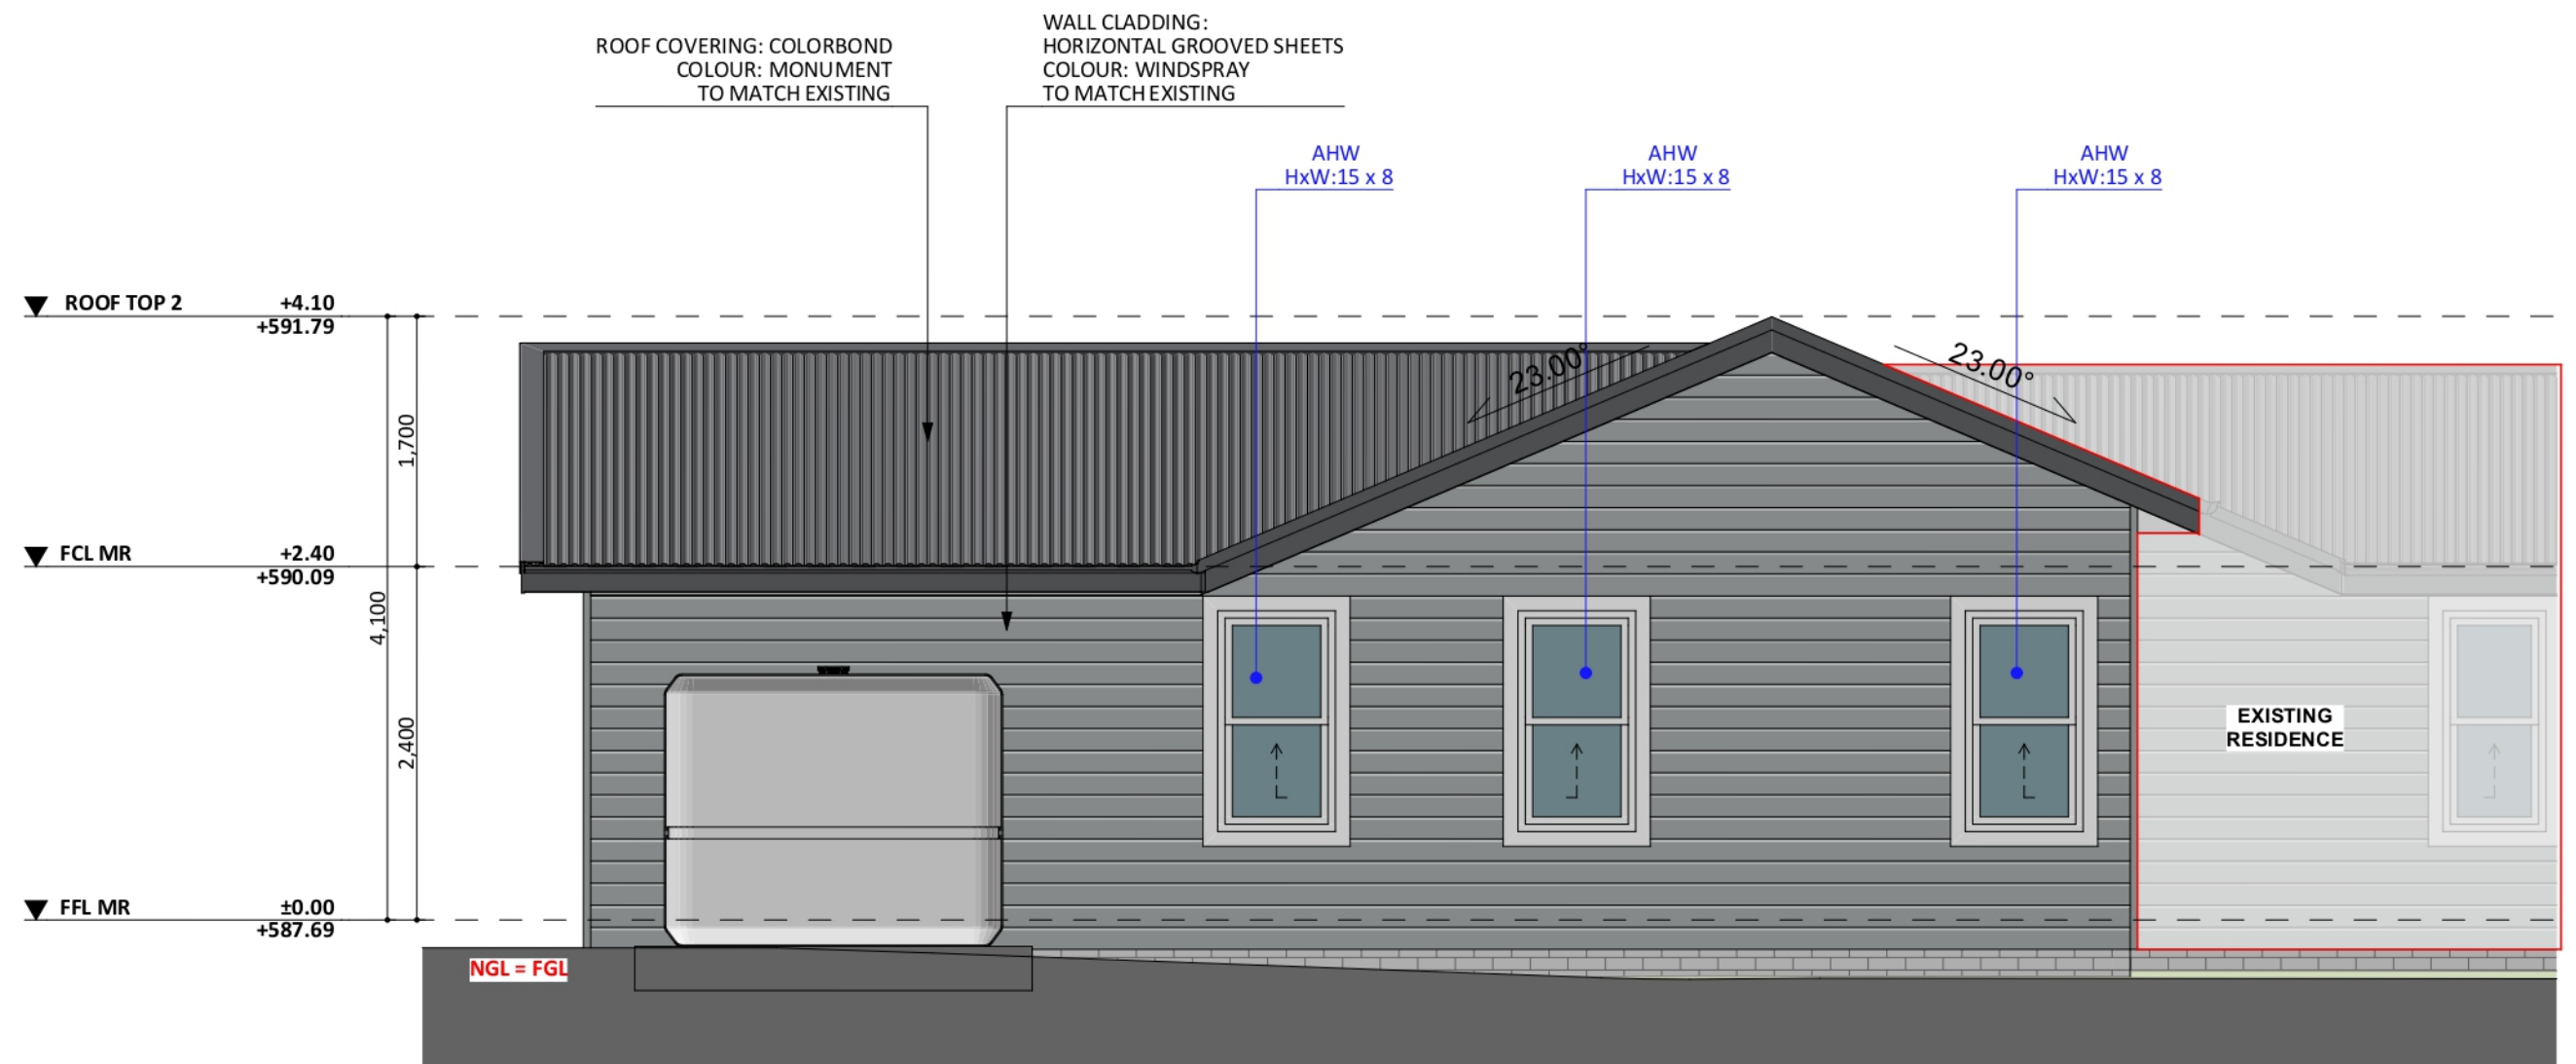 WALL CLADDING:
HORIZONTAL GROOVED SHEETS
COLOUR: WINDSPRAY
TO MATCH EXISTING
ROOF COVERING: COLORBOND
COLOUR: MONUMENT
TO MATCH EXISTING
AHW
HxW:15 x 8
AHW
HxW:15 x 8
AHW
HxW:15 x 8
ROOF TOP 2 +4.10
+591.79
23.00°
23.00°
1,700
FCL MR +2.40
+590.09
4,100
2,400
EXISTING
RESIDENCE
FFL MR ±0.00
+587.69
NGL = FGL